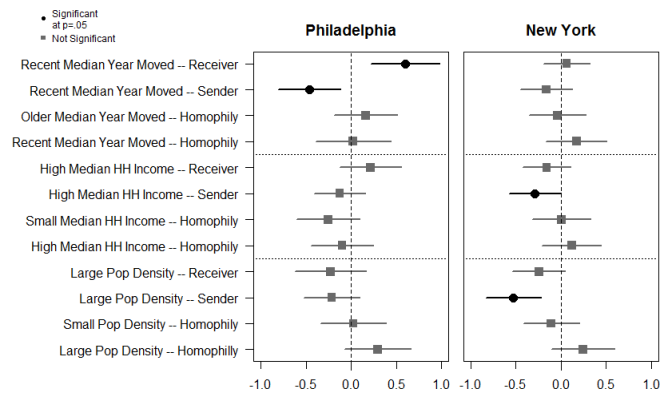 Significant
at p=.05
Not Significant
Philadelphia
New York
Recent Median Year Moved -- Receiver
Recent Median Year Moved -- Sender
Older Median Year Moved -- Homophily
Recent Median Year Moved -- Homophily
High Median HH Income -- Receiver
High Median HH Income -- Sender
Small Median HH Income -- Homophily
High Median HH Income -- Homophily
Large Pop Density -- Receiver
Large Pop Density -- Sender
Small Pop Density -- Homophily
Large Pop Density -- Homophilly
-1.0 -0.5 0.0 0.5 1.0
-1.0 -0.5 0.0 0.5 1.0